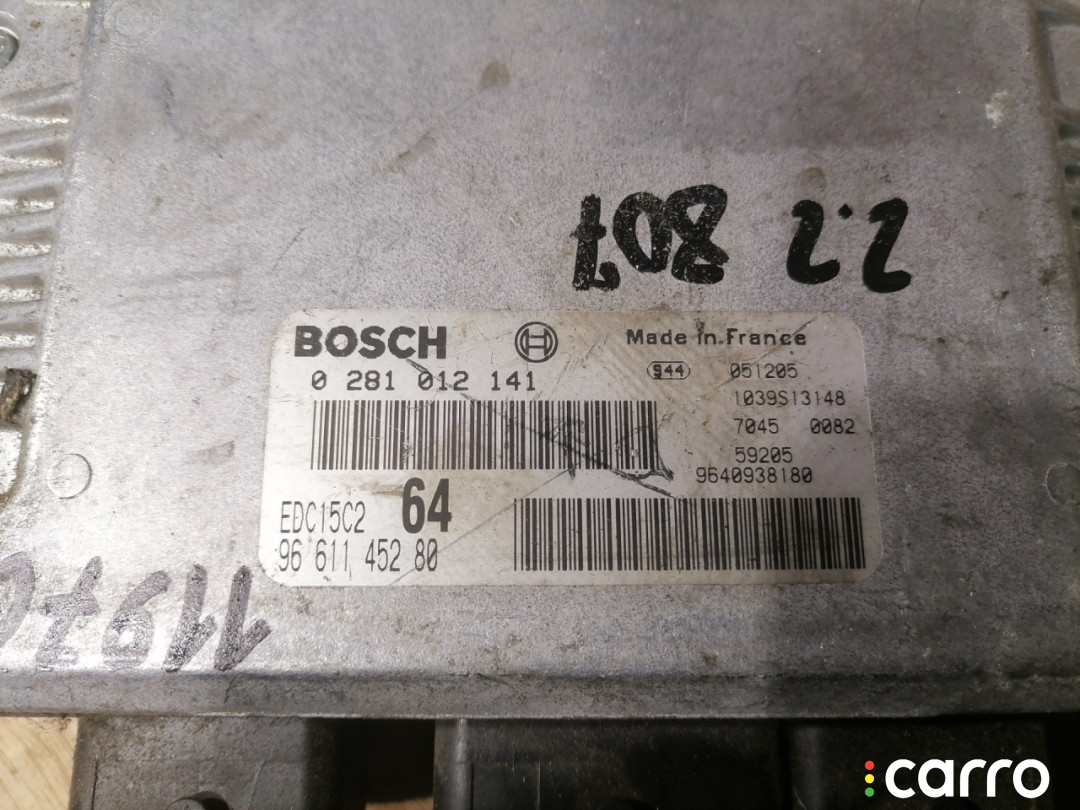 2.2 807
BOSCH
Made in France
0 281 012 141
944 051205
1039S13148
7045 0082
59205
9640938180
EDC15C2 64
96 611 452 80
1197
carro